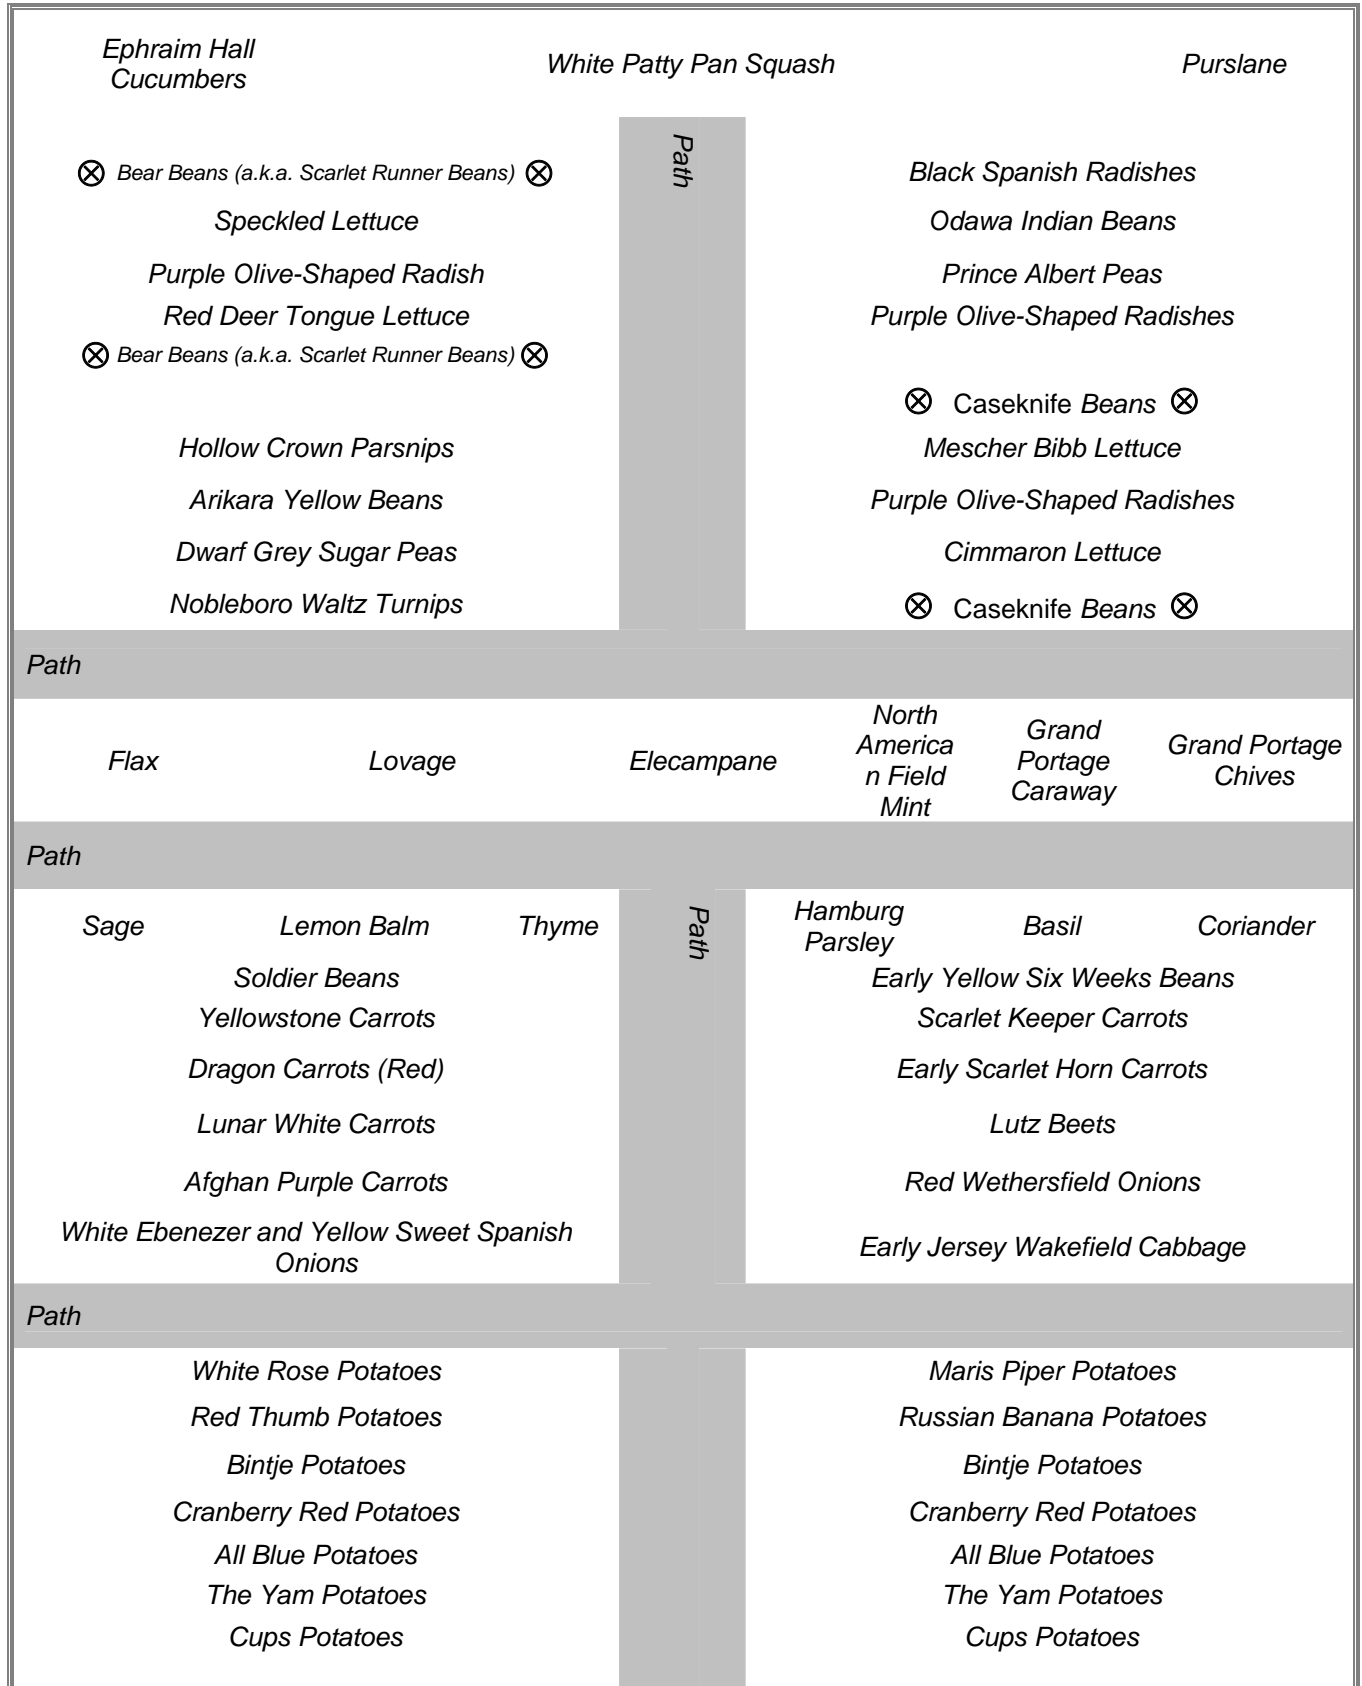 Ephraim Hall
Cucumbers
White Patty Pan Squash
Purslane
Path
⊗ Bear Beans (a.k.a. Scarlet Runner Beans) ⊗
Speckled Lettuce
Purple Olive-Shaped Radish
Red Deer Tongue Lettuce
⊗ Bear Beans (a.k.a. Scarlet Runner Beans) ⊗
Hollow Crown Parsnips
Arikara Yellow Beans
Dwarf Grey Sugar Peas
Nobleboro Waltz Turnips
Black Spanish Radishes
Odawa Indian Beans
Prince Albert Peas
Purple Olive-Shaped Radishes
⊗ Caseknife Beans ⊗
Mescher Bibb Lettuce
Purple Olive-Shaped Radishes
Cimmaron Lettuce
⊗ Caseknife Beans ⊗
Path
Flax
Lovage
Elecampane
North
America
n Field
Mint
Grand
Portage
Caraway
Grand Portage
Chives
Path
Sage
Lemon Balm
Thyme
Path
Hamburg
Parsley
Basil
Coriander
Soldier Beans
Yellowstone Carrots
Dragon Carrots (Red)
Lunar White Carrots
Afghan Purple Carrots
White Ebenezer and Yellow Sweet Spanish
Onions
Early Yellow Six Weeks Beans
Scarlet Keeper Carrots
Early Scarlet Horn Carrots
Lutz Beets
Red Wethersfield Onions
Early Jersey Wakefield Cabbage
Path
White Rose Potatoes
Red Thumb Potatoes
Bintje Potatoes
Cranberry Red Potatoes
All Blue Potatoes
The Yam Potatoes
Cups Potatoes
Maris Piper Potatoes
Russian Banana Potatoes
Bintje Potatoes
Cranberry Red Potatoes
All Blue Potatoes
The Yam Potatoes
Cups Potatoes